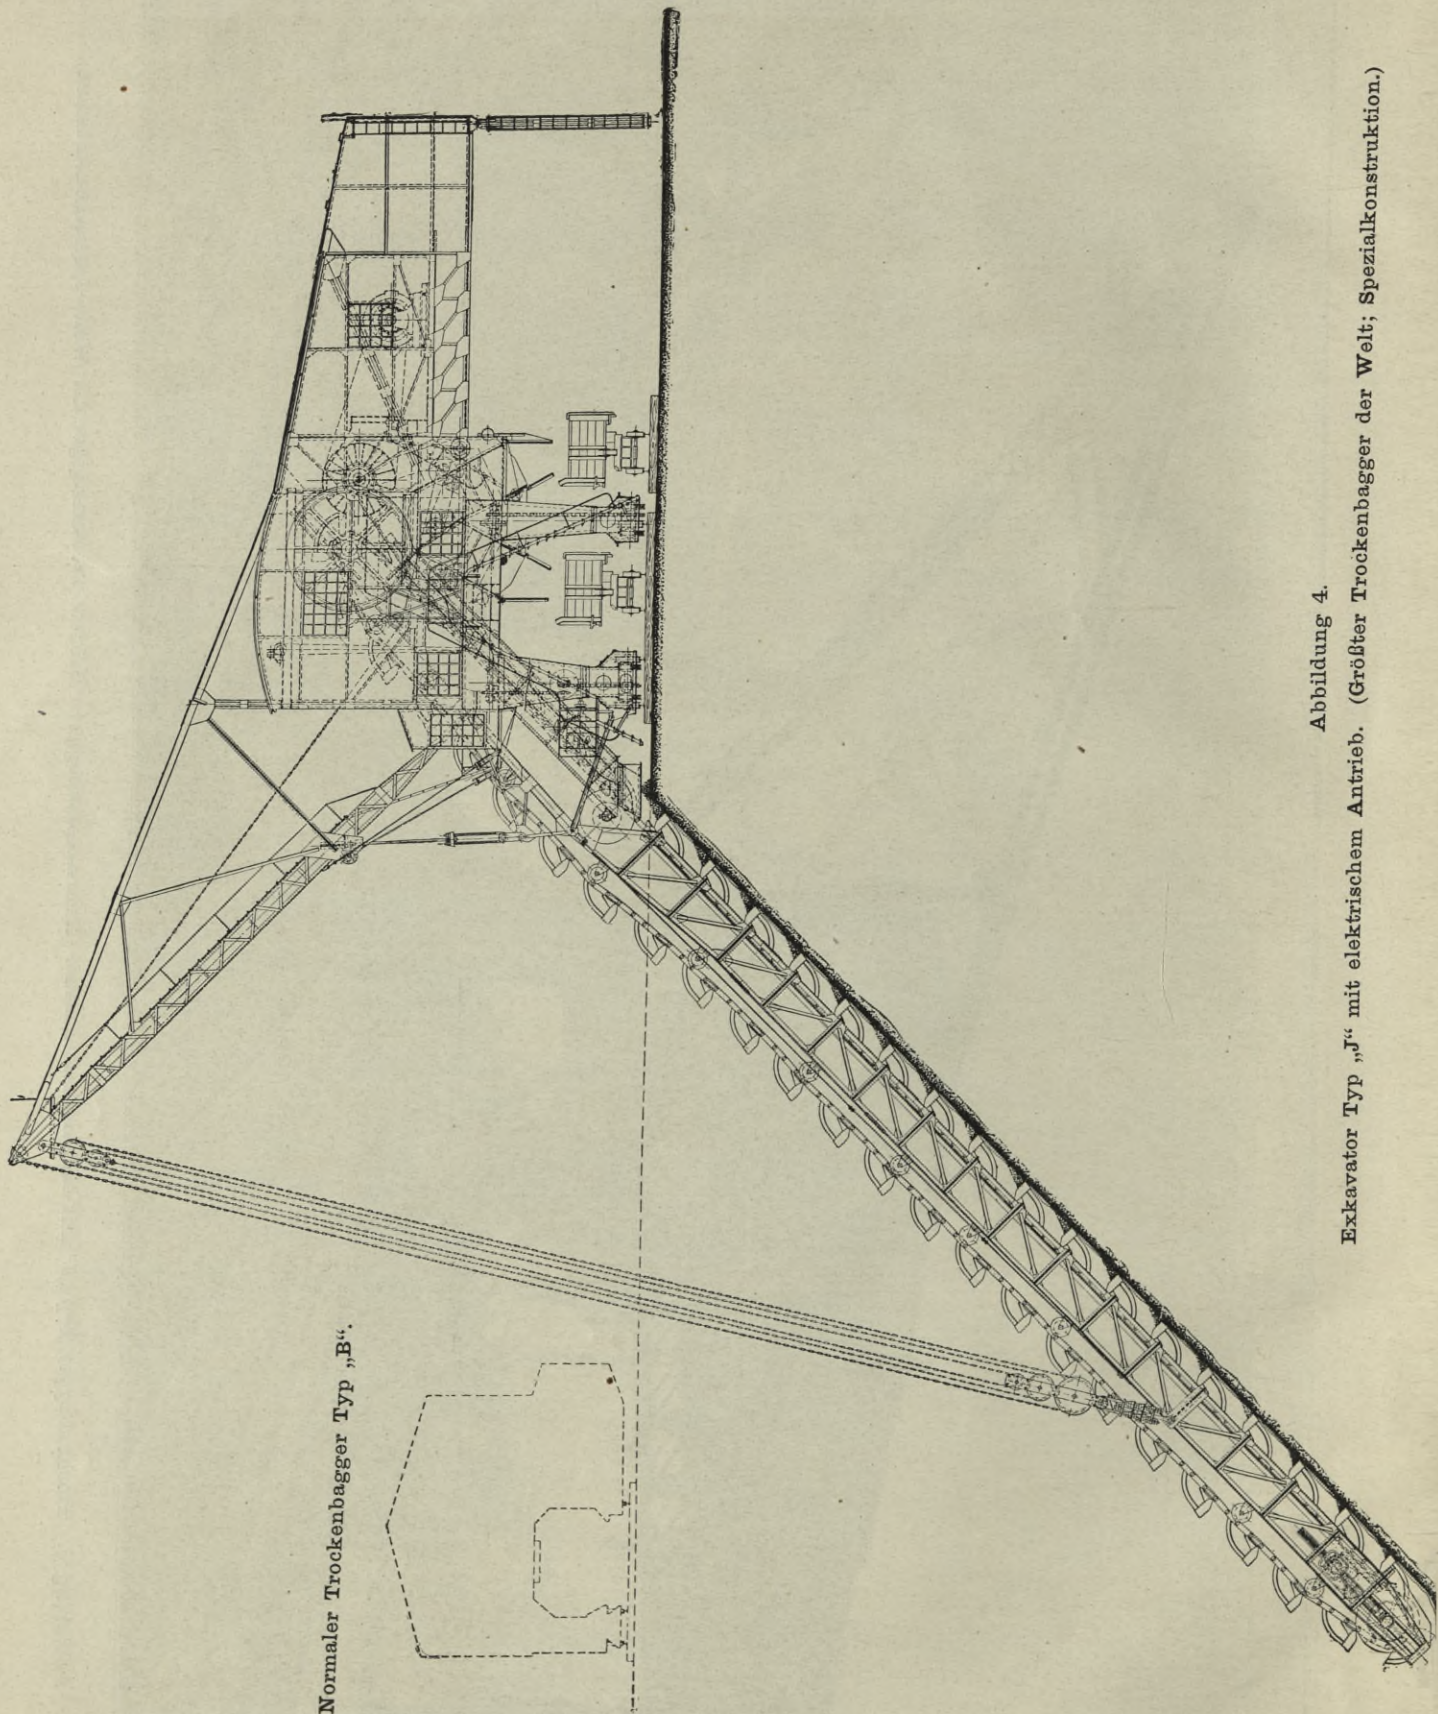 Normaler Trockenbagger Typ „B“.
Abbildung 4.
Exkavator Typ „J“ mit elektrischem Antrieb. (Größter Trockenbagger der Welt; Spezialkonstruktion.)